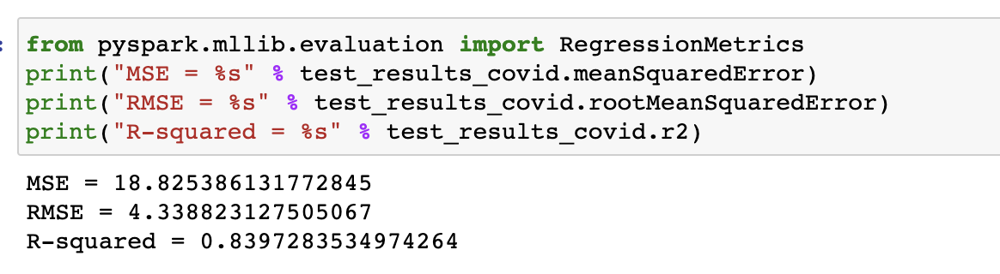 :
from pyspark.mllib.evaluation import RegressionMetrics
print("MSE = %s" % test_results_covid.meanSquaredError)
print("RMSE = %s" % test_results_covid.rootMeanSquaredError)
print("R-squared = %s" % test_results_covid.r2)
MSE = 18.825386131772845
RMSE = 4.338823127505067
R-squared = 0.8397283534974264